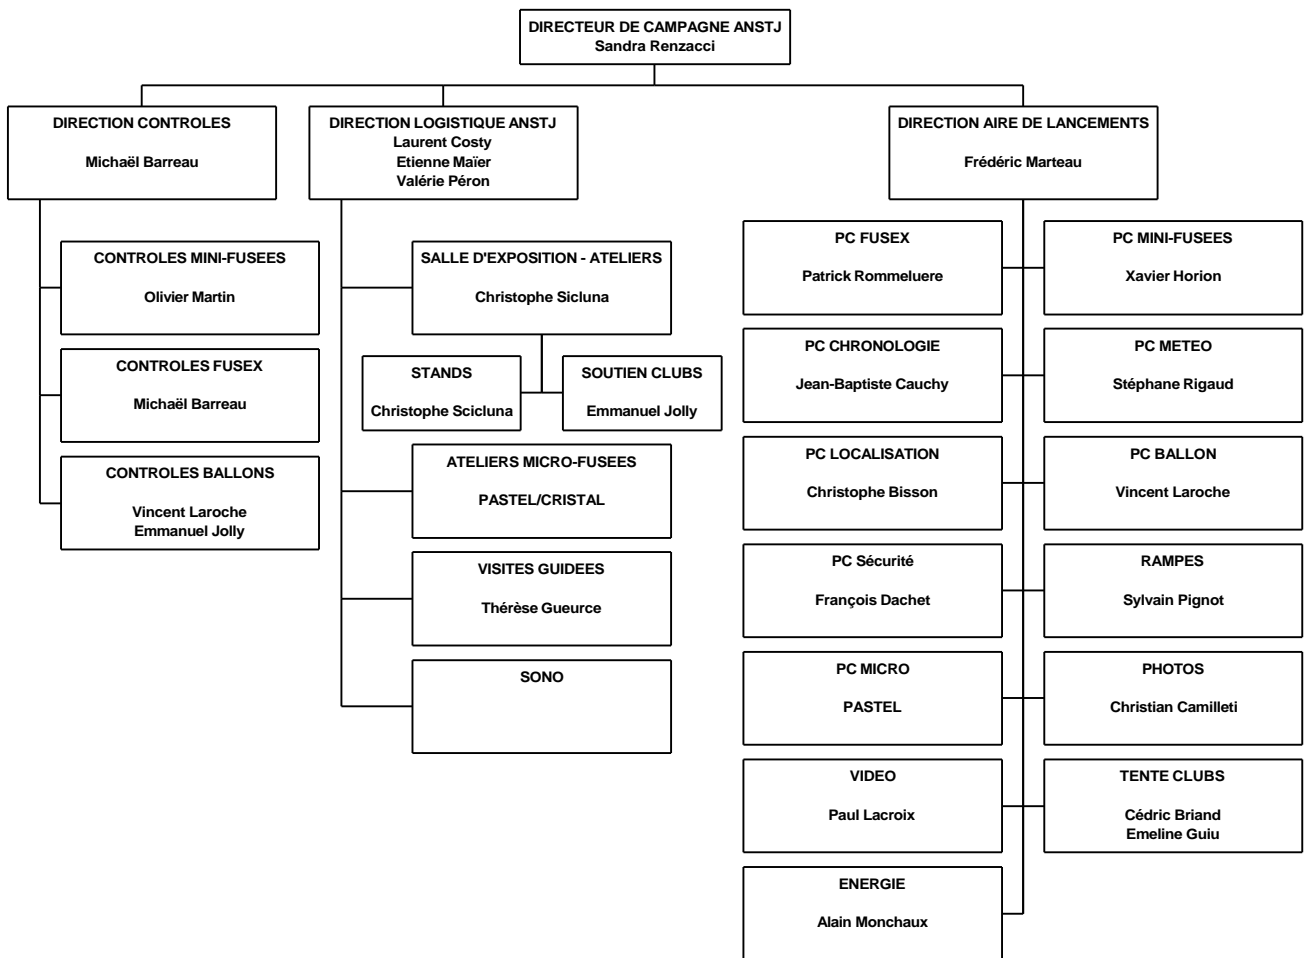 DIRECTEUR DE CAMPAGNE ANSTJ
Sandra Renzacci
DIRECTION CONTROLES
Michaël Barreau
DIRECTION LOGISTIQUE ANSTJ
Laurent Costy
Etienne Maïer
Valérie Péron
DIRECTION AIRE DE LANCEMENTS
Frédéric Marteau
CONTROLES MINI-FUSEES
Olivier Martin
CONTROLES FUSEX
Michaël Barreau
CONTROLES BALLONS
Vincent Laroche
Emmanuel Jolly
SALLE D'EXPOSITION - ATELIERS
Christophe Sicluna
STANDS
Christophe Scicluna
SOUTIEN CLUBS
Emmanuel Jolly
ATELIERS MICRO-FUSEES
PASTEL/CRISTAL
VISITES GUIDEES
Thérèse Gueurce
SONO
PC FUSEX
Patrick Rommeluere
PC MINI-FUSEES
Xavier Horion
PC CHRONOLOGIE
Jean-Baptiste Cauchy
PC METEO
Stéphane Rigaud
PC LOCALISATION
Christophe Bisson
PC BALLON
Vincent Laroche
PC Sécurité
François Dachet
RAMPES
Sylvain Pignot
PC MICRO
PASTEL
PHOTOS
Christian Camilleti
VIDEO
Paul Lacroix
TENTE CLUBS
Cédric Briand
Emeline Guiu
ENERGIE
Alain Monchaux